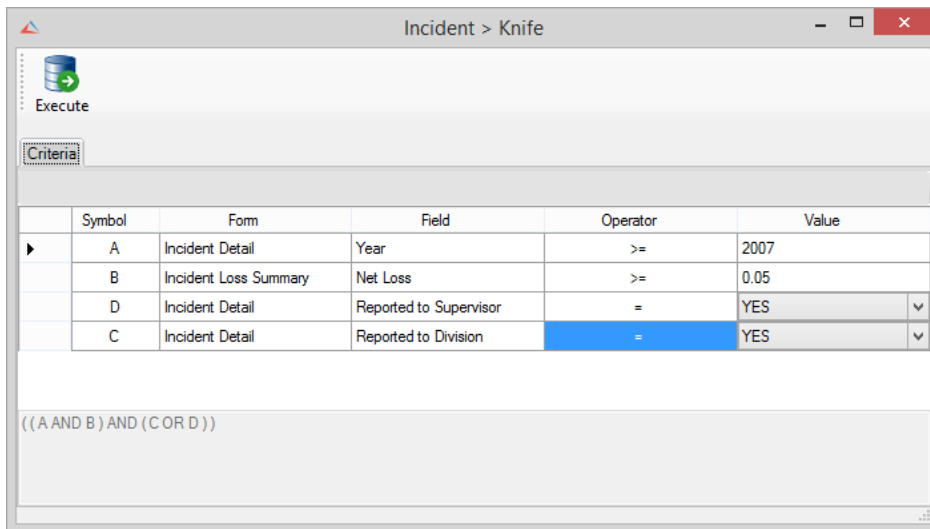 Incident > Knife
Execute
Criteria
Symbol Form Field Operator Value
A Incident Detail Year >= 2007
B Incident Loss Summary Net Loss >= 0.05
D Incident Detail Reported to Supervisor = YES
C Incident Detail Reported to Division = YES
( ( A AND B ) AND ( C OR D ) )